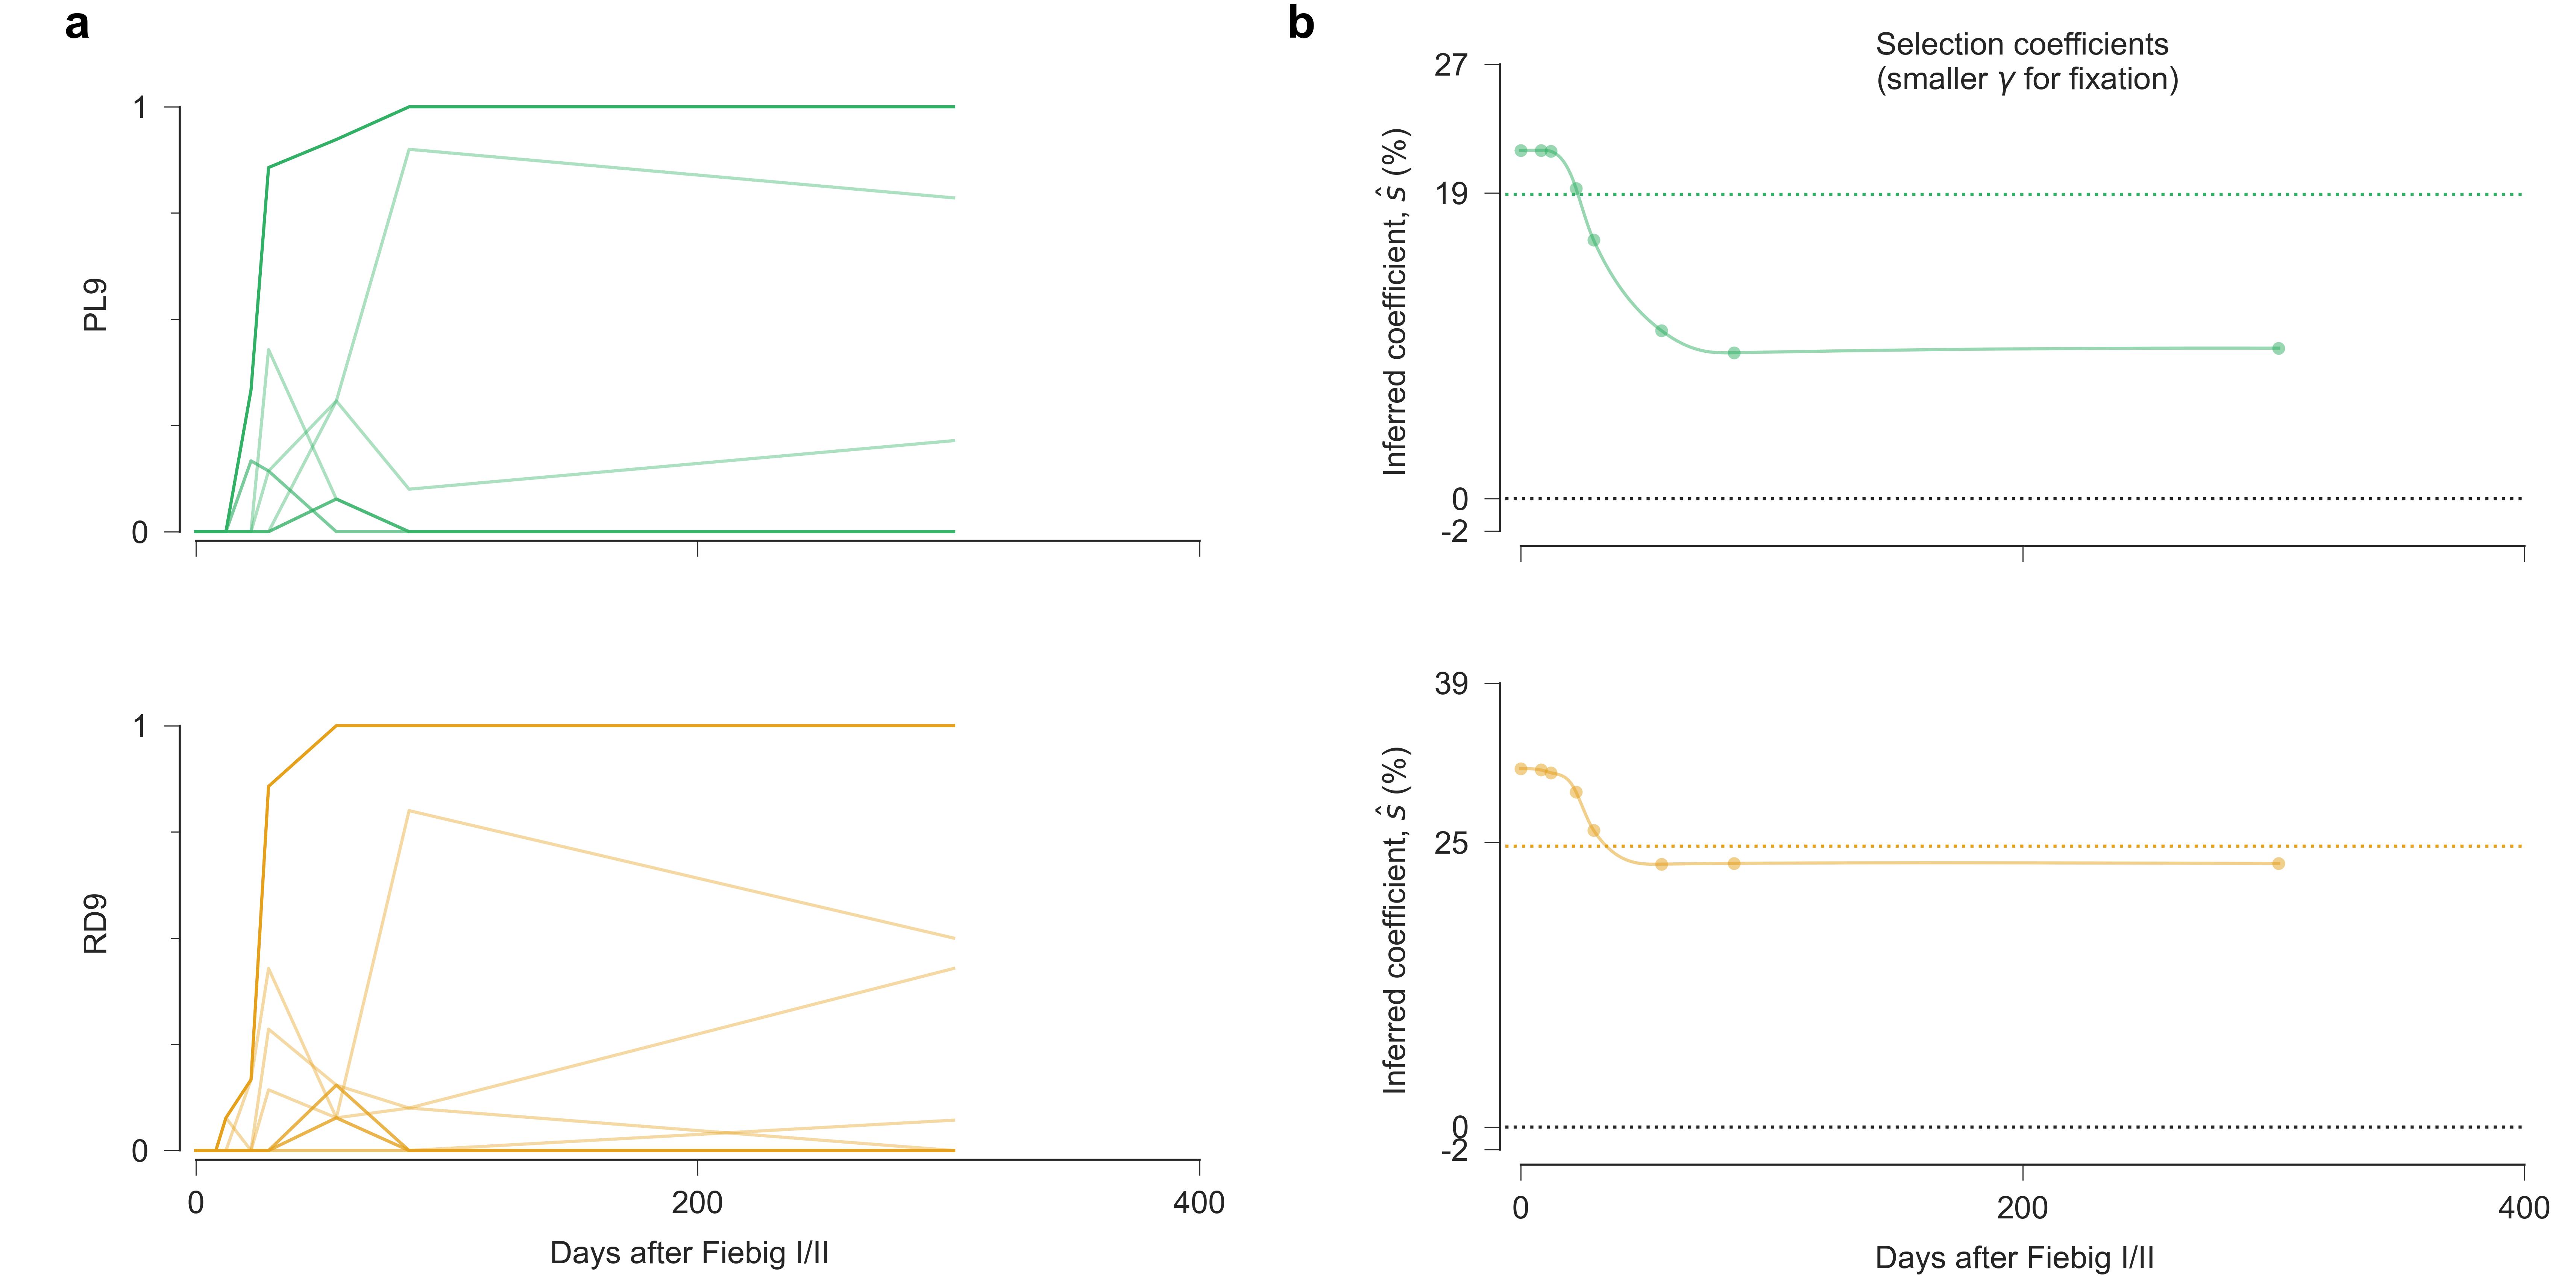 a
1
PL9
0
b
Selection coefficients
(smaller γ for fixation)
27
19
0
-2
Inferred coefficient, ŝ (%)
1
RD9
0
0
200
400
Days after Fiebig I/II
39
25
0
-2
Inferred coefficient, ŝ (%)
0
200
400
Days after Fiebig I/II